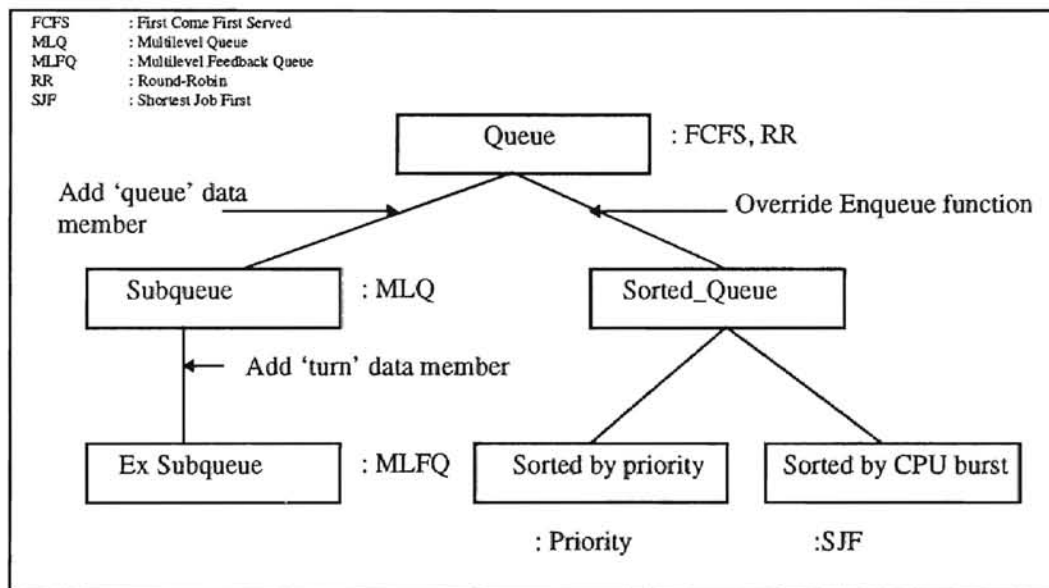 FCFS : First Come First Served
MLQ : Multilevel Queue
MLFQ : Multilevel Feedback Queue
RR : Round-Robin
SJF : Shortest Job First
Queue : FCFS, RR
Add ‘queue’ data
member
Override Enqueue function
Subqueue : MLQ
Sorted_Queue
Add ‘turn’ data member
Ex Subqueue : MLFQ
Sorted by priority
Sorted by CPU burst
: Priority
:SJF